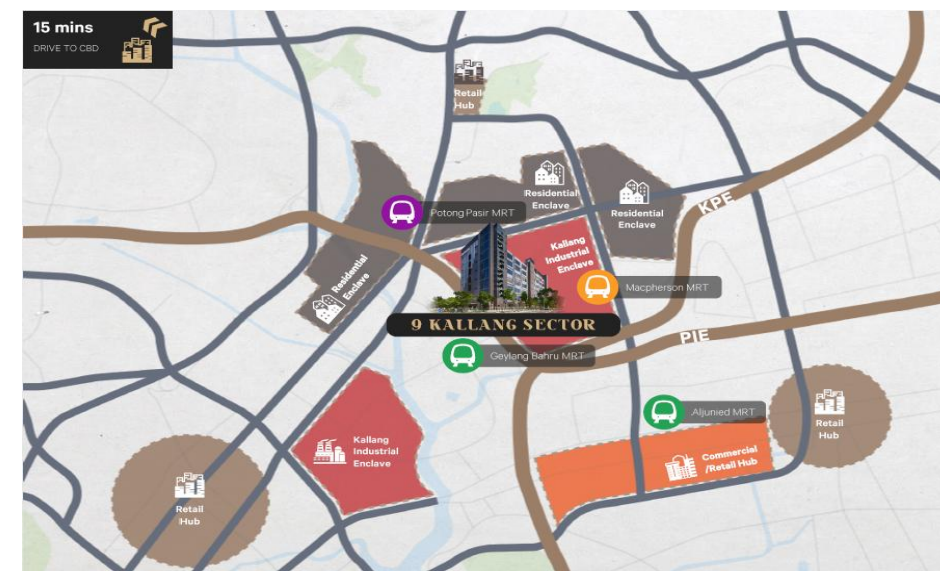 15 mins
DRIVE TO CBD
Retail
Hub
Residential
Enclave
Residential
Enclave
Potong Pasir MRT
KPE
Kallang
Industrial
Enclave
Residential
Enclave
Macpherson MRT
9 KALLANG SECTOR
PIE
Geylang Bahru MRT
Aljunied MRT
Retail
Hub
Kallang
Industrial
Enclave
Commercial
/Retail Hub
Retail
Hub